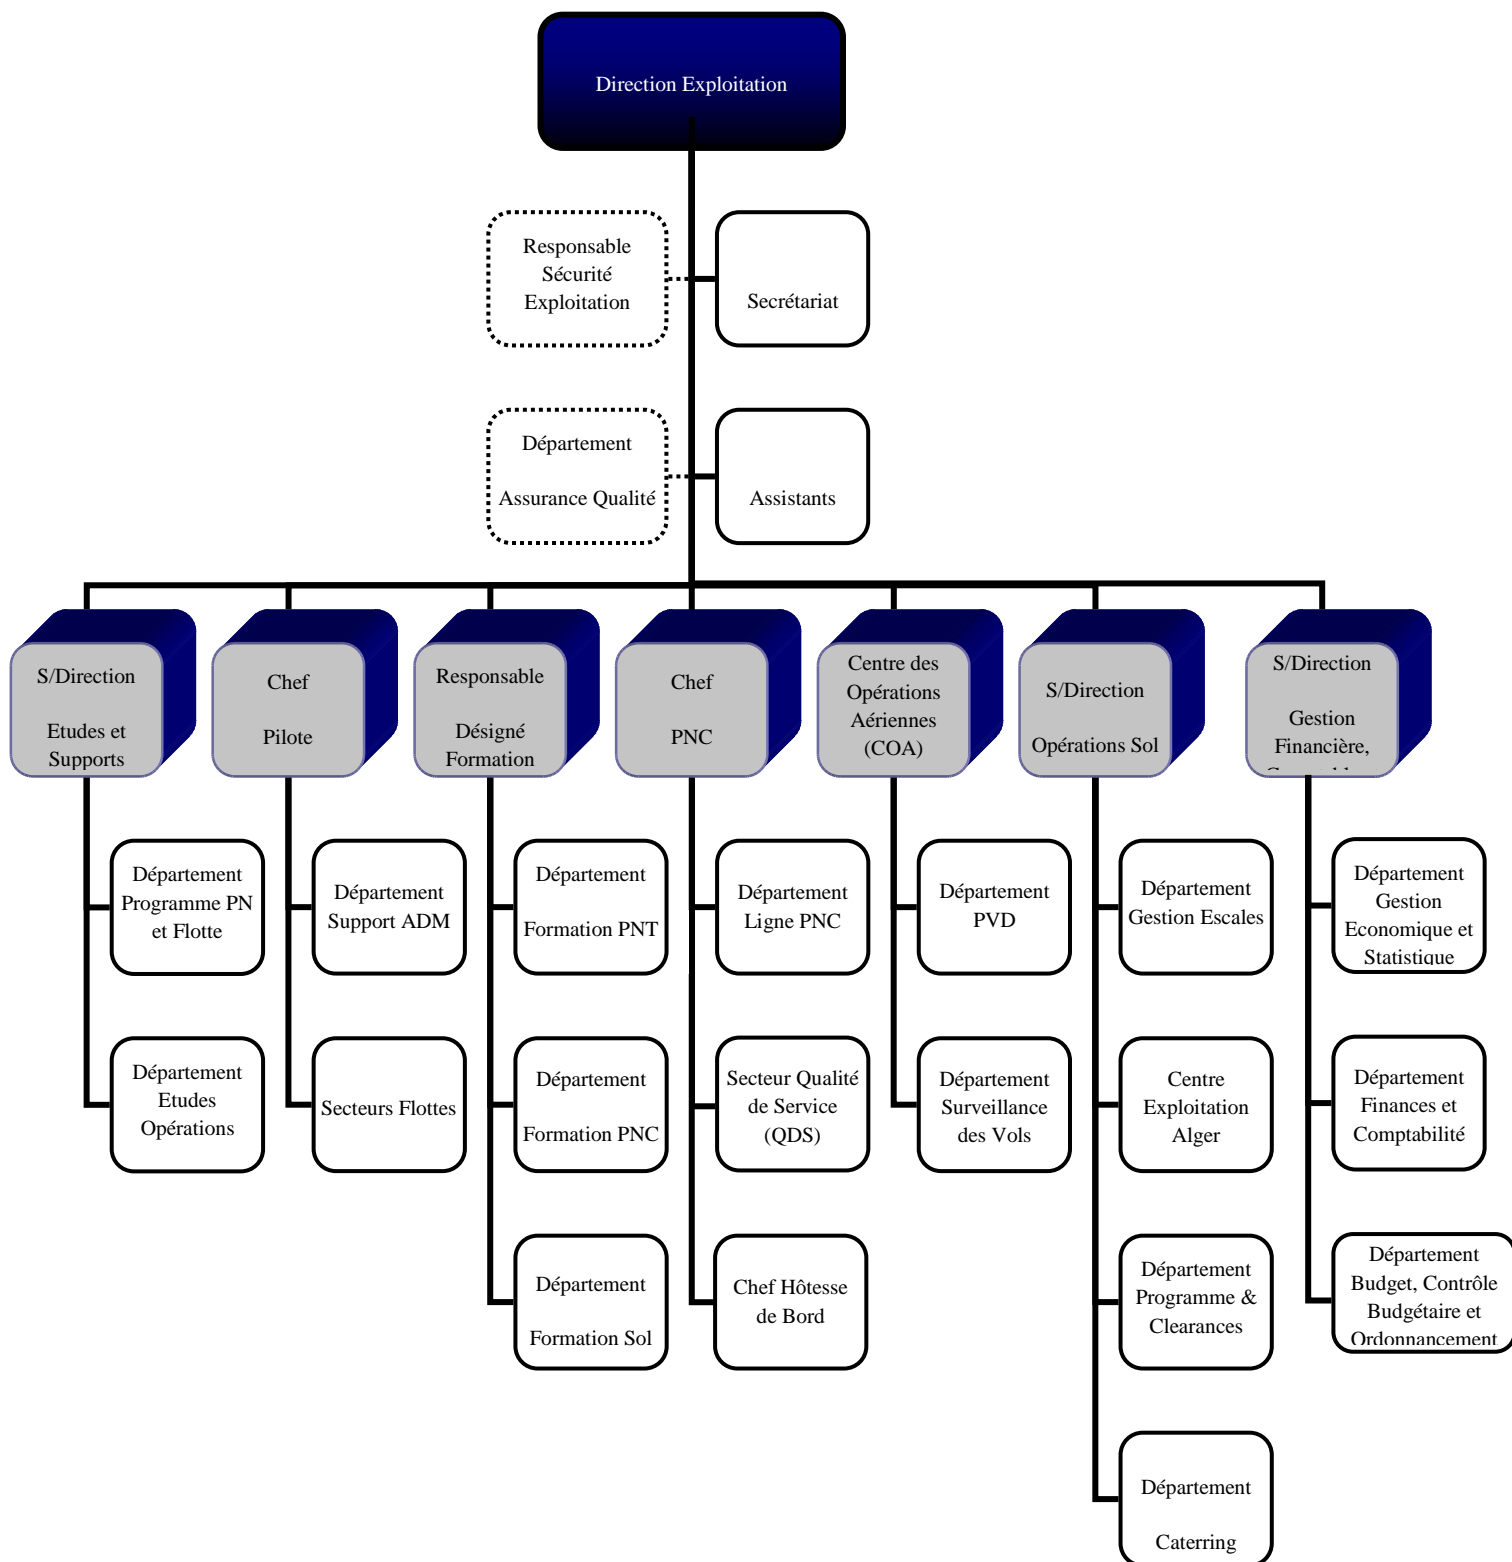 Direction Exploitation
Responsable
Sécurité
Exploitation
Secrétariat
Département
Assurance Qualité
Assistants
S/Direction
Etudes et
Supports
Chef
Pilote
Responsable
Désigné
Formation
Chef
PNC
Centre des
Opérations
Aériennes
(COA)
S/Direction
Opérations Sol
S/Direction
Gestion
Financière,
Département
Programme PN
et Flotte
Département
Support ADM
Département
Formation PNT
Département
Ligne PNC
Département
PVD
Département
Gestion Escales
Département
Gestion
Economique et
Statistique
Département
Etudes
Opérations
Secteurs Flottes
Département
Formation PNC
Secteur Qualité
de Service
(QDS)
Département
Surveillance
des Vols
Centre
Exploitation
Alger
Département
Finances et
Comptabilité
Département
Formation Sol
Chef Hôtesse
de Bord
Département
Programme &
Clearances
Département
Budget, Contrôle
Budgétaire et
Ordonnancement
Département
Caterring